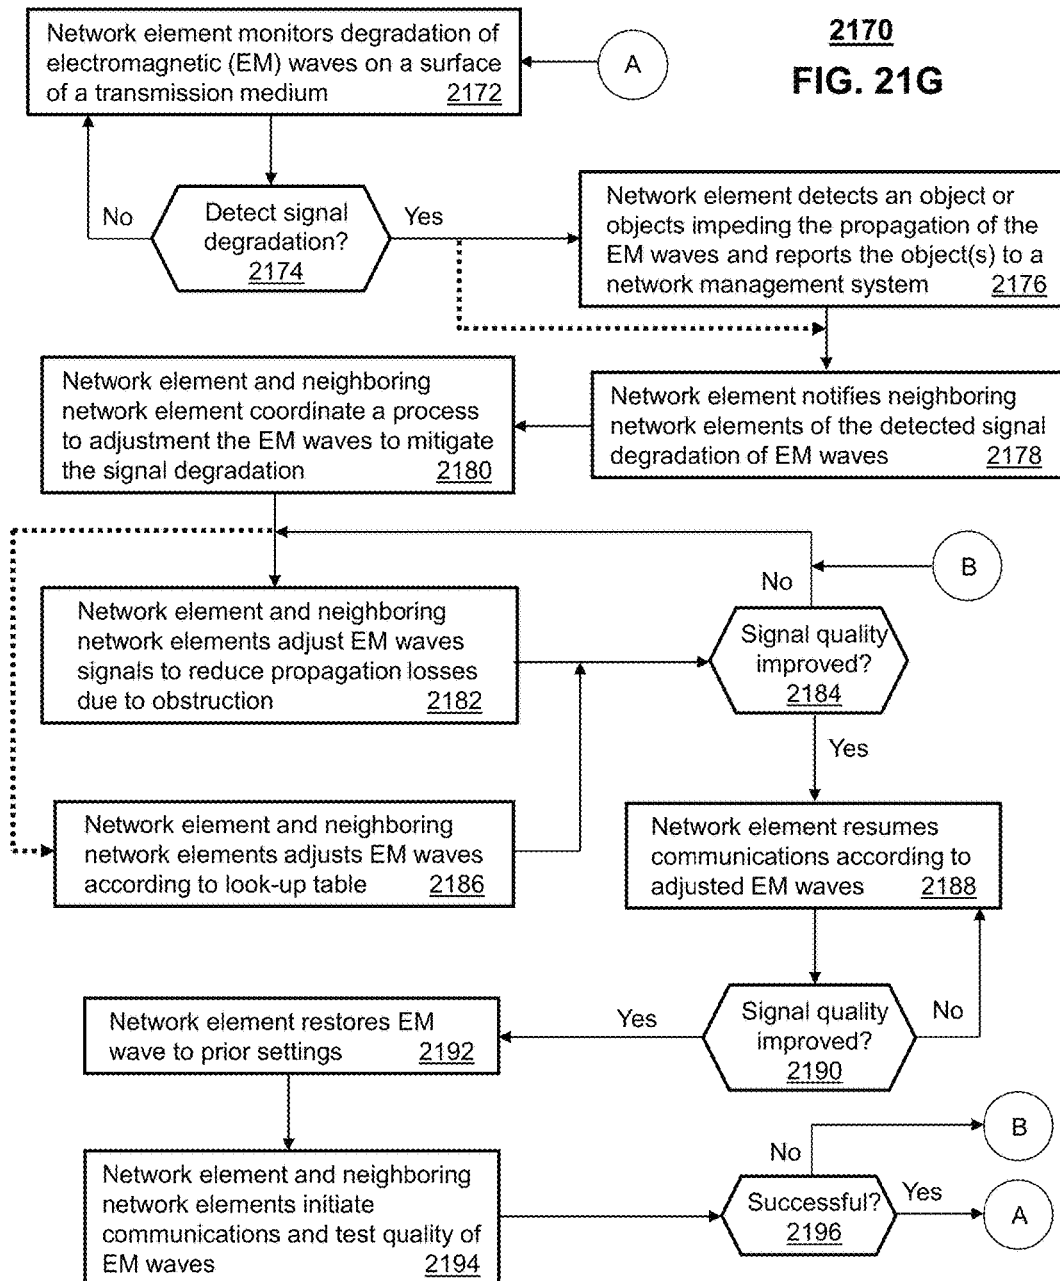 2170
FIG. 21G
Network element monitors degradation of
electromagnetic (EM) waves on a surface
of a transmission medium 2172
A
No
Detect signal
degradation?
2174
Yes
Network element detects an object or
objects impeding the propagation of the
EM waves and reports the object(s) to a
network management system 2176
Network element notifies neighboring
network elements of the detected signal
degradation of EM waves 2178
Network element and neighboring
network element coordinate a process
to adjustment the EM waves to mitigate
the signal degradation 2180
No
B
Network element and neighboring
network elements adjust EM waves
signals to reduce propagation losses
due to obstruction 2182
Signal quality
improved?
2184
Yes
Network element and neighboring
network elements adjusts EM waves
according to look-up table 2186
Network element resumes
communications according to
adjusted EM waves 2188
Signal quality
improved?
2190
No
Yes
Network element restores EM
wave to prior settings 2192
Network element and neighboring
network elements initiate
communications and test quality of
EM waves 2194
Successful?
2196
No
B
Yes
A